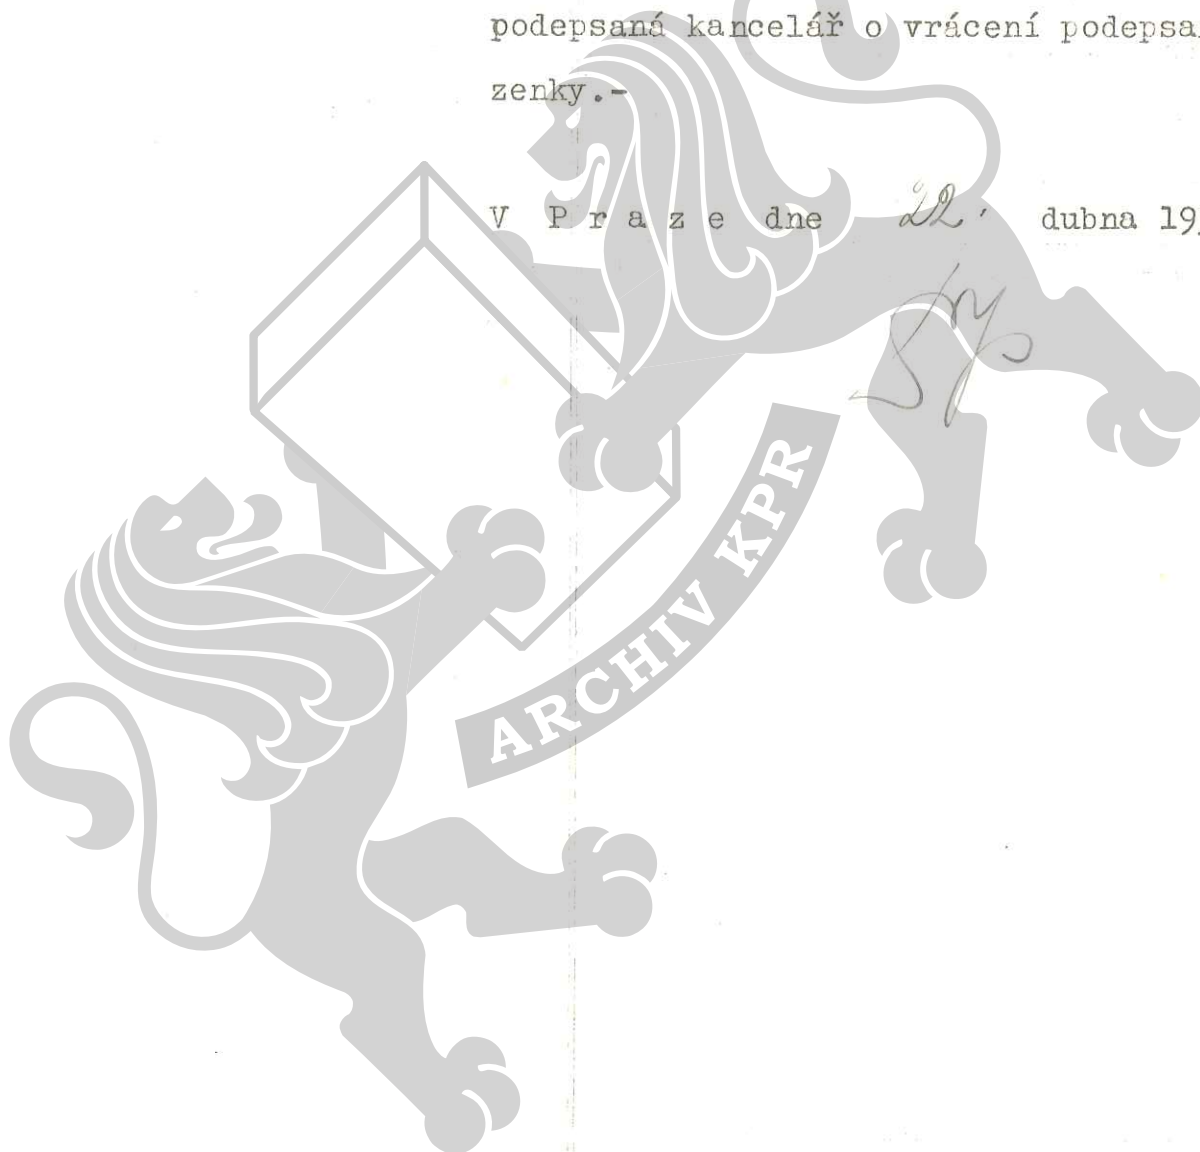 podepsaná kancelář o vrácení podepsa
zenky.-
V P r a z e dne 22. dubna 19
ARCHIV KPR